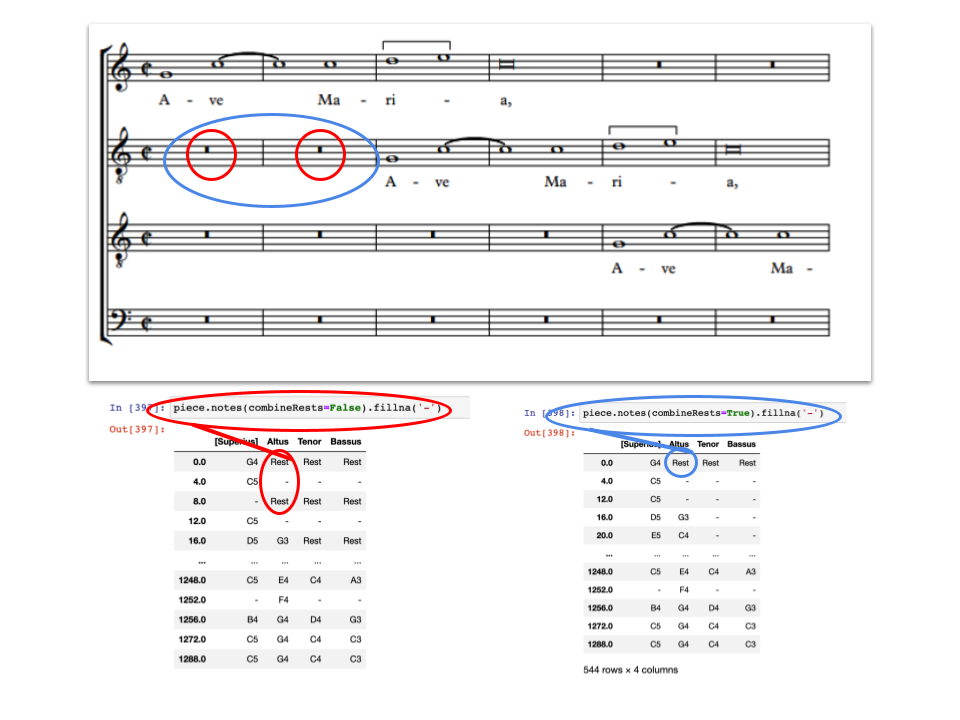 A - ve Ma - ri - a,
A - ve Ma - ri - a,
A - ve Ma -
In [397]: piece.notes(combineRests=False).fillna('-')
Out[397]:
[Superius] Altus Tenor Bassus
0.0 G4 Rest Rest Rest
4.0 C5 - - -
8.0 - Rest Rest Rest
12.0 C5 - - -
16.0 D5 G3 Rest Rest
... ... ... ... ...
1248.0 C5 E4 C4 A3
1252.0 - F4 - -
1256.0 B4 G4 D4 G3
1272.0 C5 G4 C4 C3
1288.0 C5 G4 C4 C3
In [398]: piece.notes(combineRests=True).fillna('-')
Out[398]:
[Superius] Altus Tenor Bassus
0.0 G4 Rest Rest Rest
4.0 C5 - - -
12.0 C5 - - -
16.0 D5 G3 - -
20.0 E5 C4 - -
... ... ... ... ...
1248.0 C5 E4 C4 A3
1252.0 - F4 - -
1256.0 B4 G4 D4 G3
1272.0 C5 G4 C4 C3
1288.0 C5 G4 C4 C3
544 rows × 4 columns